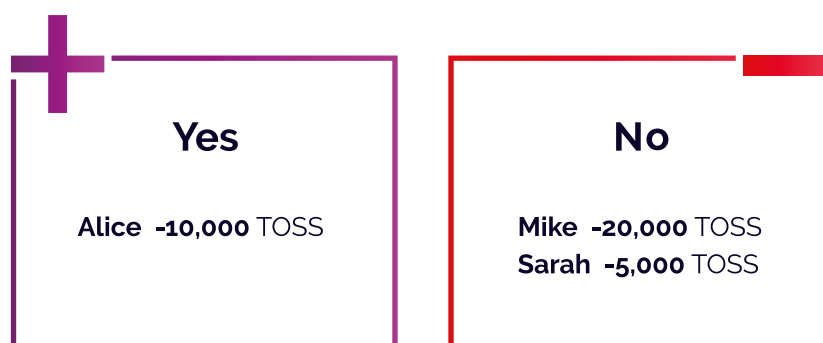 Yes
Alice -10,000 TOSS
No
Mike -20,000 TOSS
Sarah -5,000 TOSS